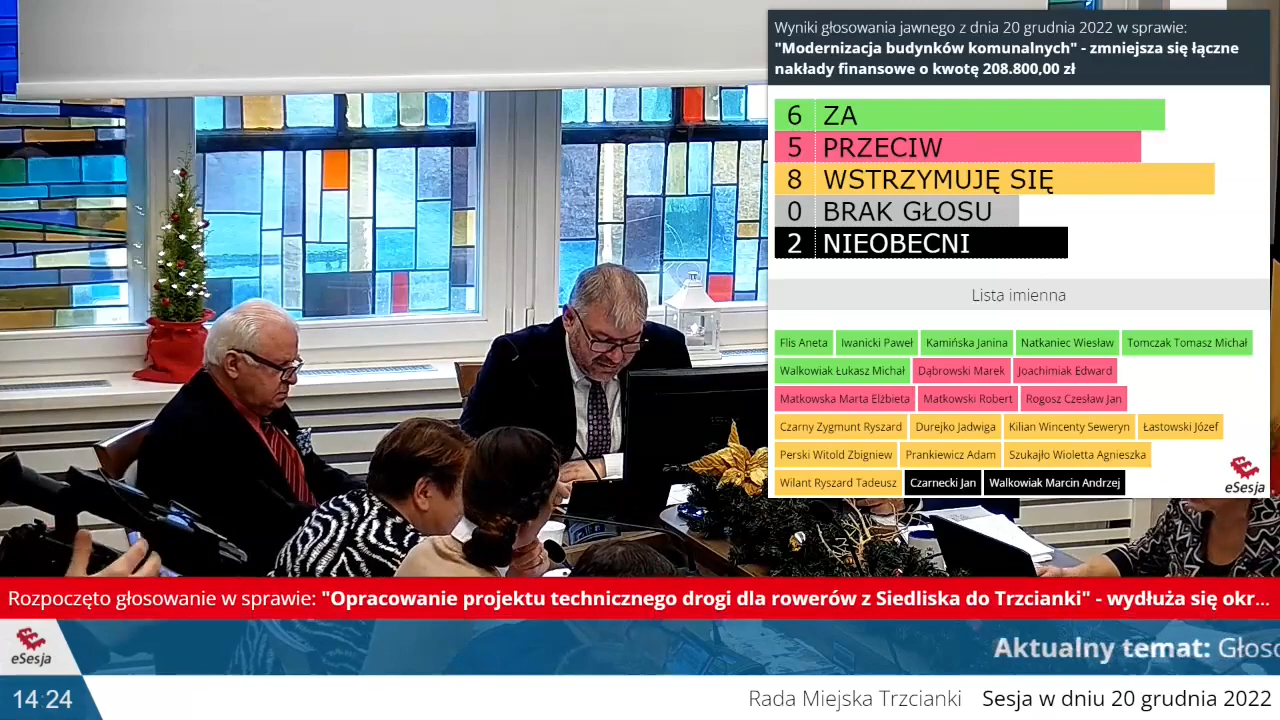 Wyniki głosowania jawnego z dnia 20 grudnia 2022 w sprawie:
"Modernizacja budynków komunalnych" - zmniejsza się łączne
nakłady finansowe o kwotę 208.800,00 zł
6 ZA
5 PRZECIW
8 WSTRZYMUJĘ SIĘ
0 BRAK GŁOSU
2 NIEOBECNI
Lista imienna
Flis Aneta Iwanicki Paweł Kamińska Janina Natkaniec Wiesław Tomczak Tomasz Michał
Walkowiak Łukasz Michał Dąbrowski Marek Joachimiak Edward
Matkowska Marta Elżbieta Matkowski Robert Rogosz Czesław Jan
Czarny Zygmunt Ryszard Durejko Jadwiga Kilian Wincenty Seweryn Łastowski Józef
Perski Witold Zbigniew Prankiewicz Adam Szukajło Wioletta Agnieszka
Wilant Ryszard Tadeusz Czarnecki Jan Walkowiak Marcin Andrzej
eSesja
Rozpoczęto głosowanie w sprawie: "Opracowanie projektu technicznego drogi dla rowerów z Siedliska do Trzcianki" - wydłuża się okr...
eSesja
Aktualny temat: Głoso
14:24
Rada Miejska Trzcianki Sesja w dniu 20 grudnia 2022